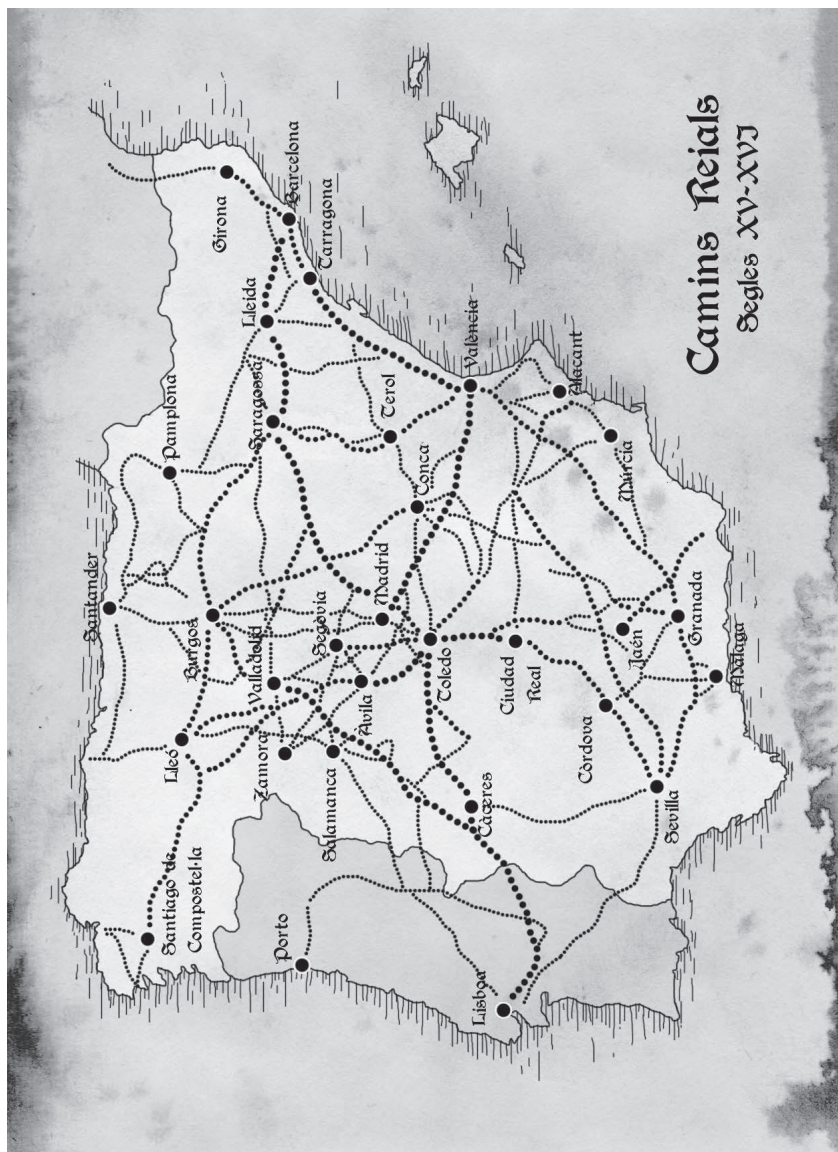 Camins Reials
Segles XV-XVI
Santander
Pamplona
Girona
Barcelona
Tarragona
Lleida
Saragossa
Burgos
Lleó
Santiago de
Compostel·la
Valladolid
Zamora
Porto
Salamanca
Segòvia
Àvila
Madrid
Terol
Conca
València
Toledo
Càceres
Lisboa
Ciudad
Real
Alacant
Múrcia
Jaén
Còrdova
Granada
Sevilla
Màlaga